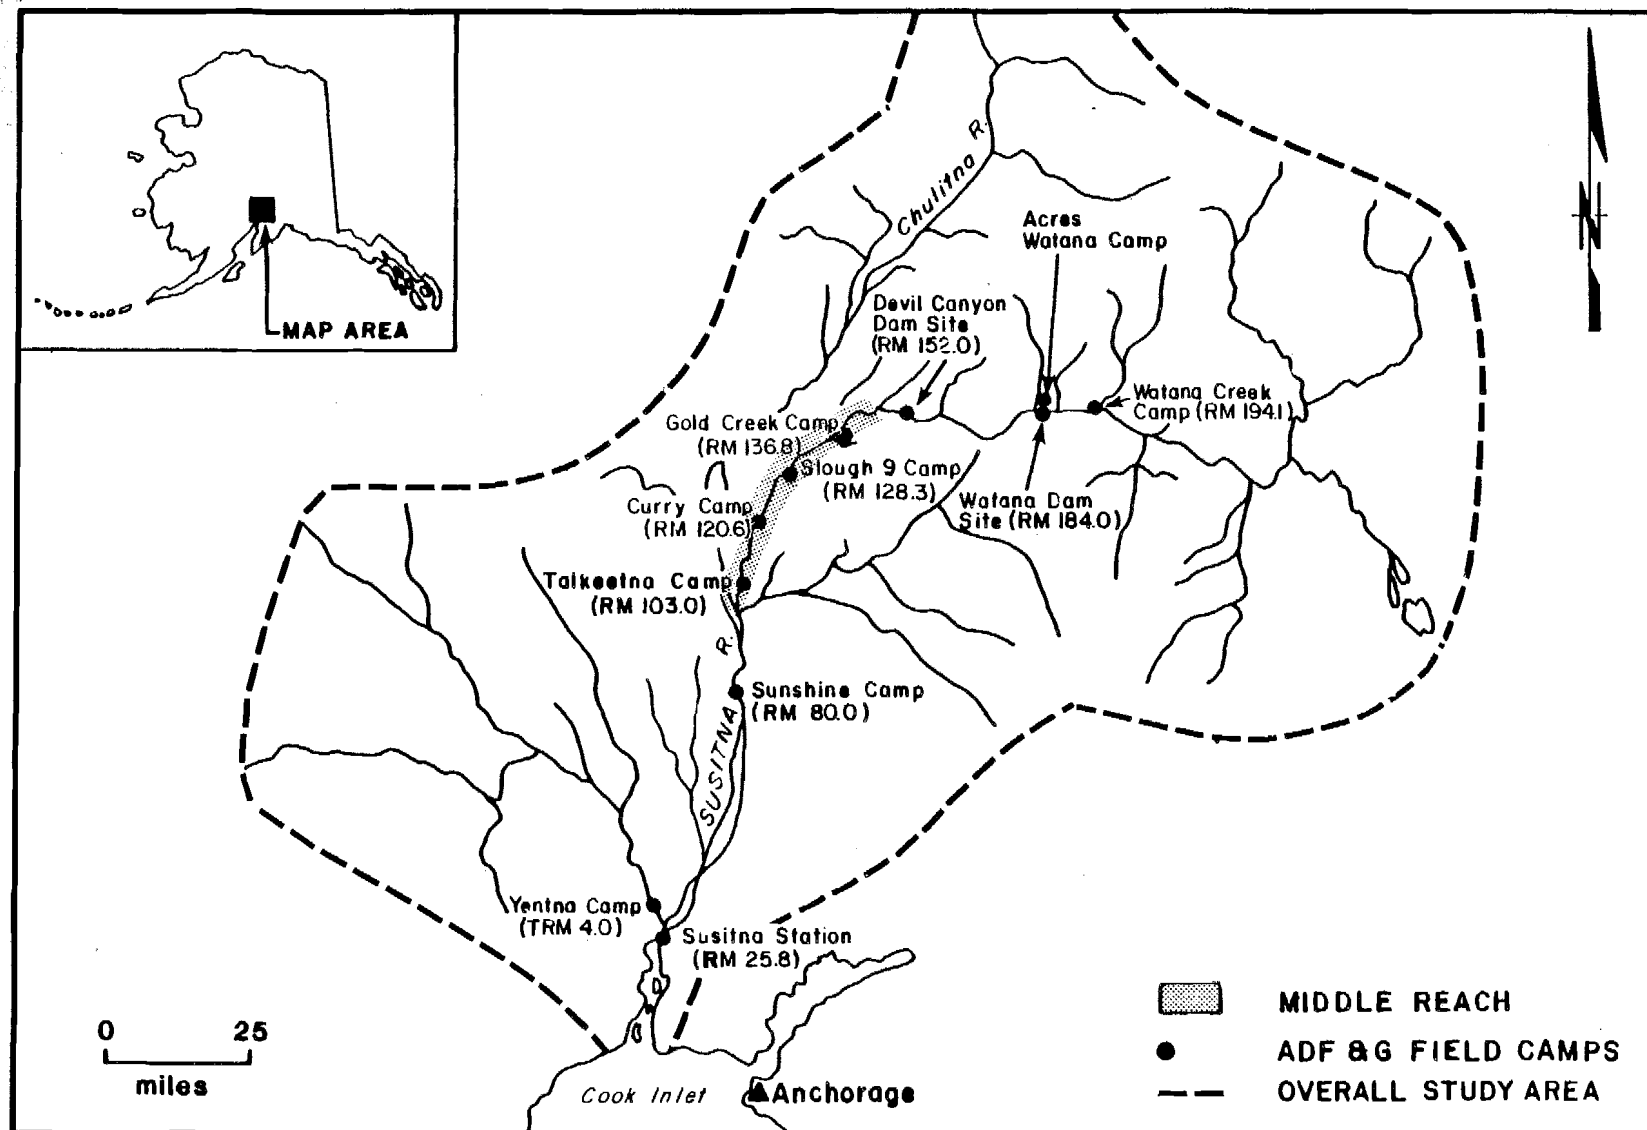 MAP AREA
Chulitna R.
Acres
Watana Camp
Devil Canyon
Dam Site
(RM 152.0)
Watana Creek
Camp (RM 194.1)
Gold Creek Camp
(RM 136.8)
Slough 9 Camp
(RM 128.3)
Watana Dam
Site (RM 184.0)
Curry Camp
(RM 120.6)
Talkeetna Camp
(RM 103.0)
SUSITNA R.
Sunshine Camp
(RM 80.0)
Yentna Camp
(TRM 4.0)
Susitna Station
(RM 25.8)
N
0 25
miles
Cook Inlet
Anchorage
MIDDLE REACH
ADF &G FIELD CAMPS
OVERALL STUDY AREA